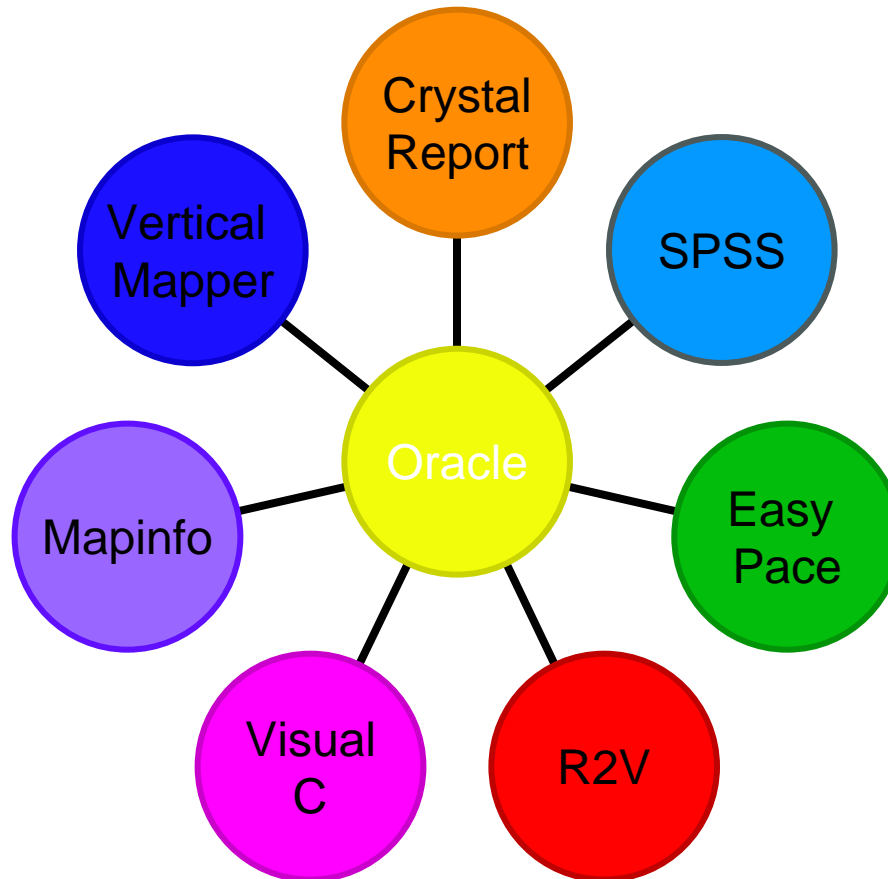 Crystal
Report
Vertical
Mapper
SPSS
Oracle
Mapinfo
Easy
Pace
Visual
C
R2V